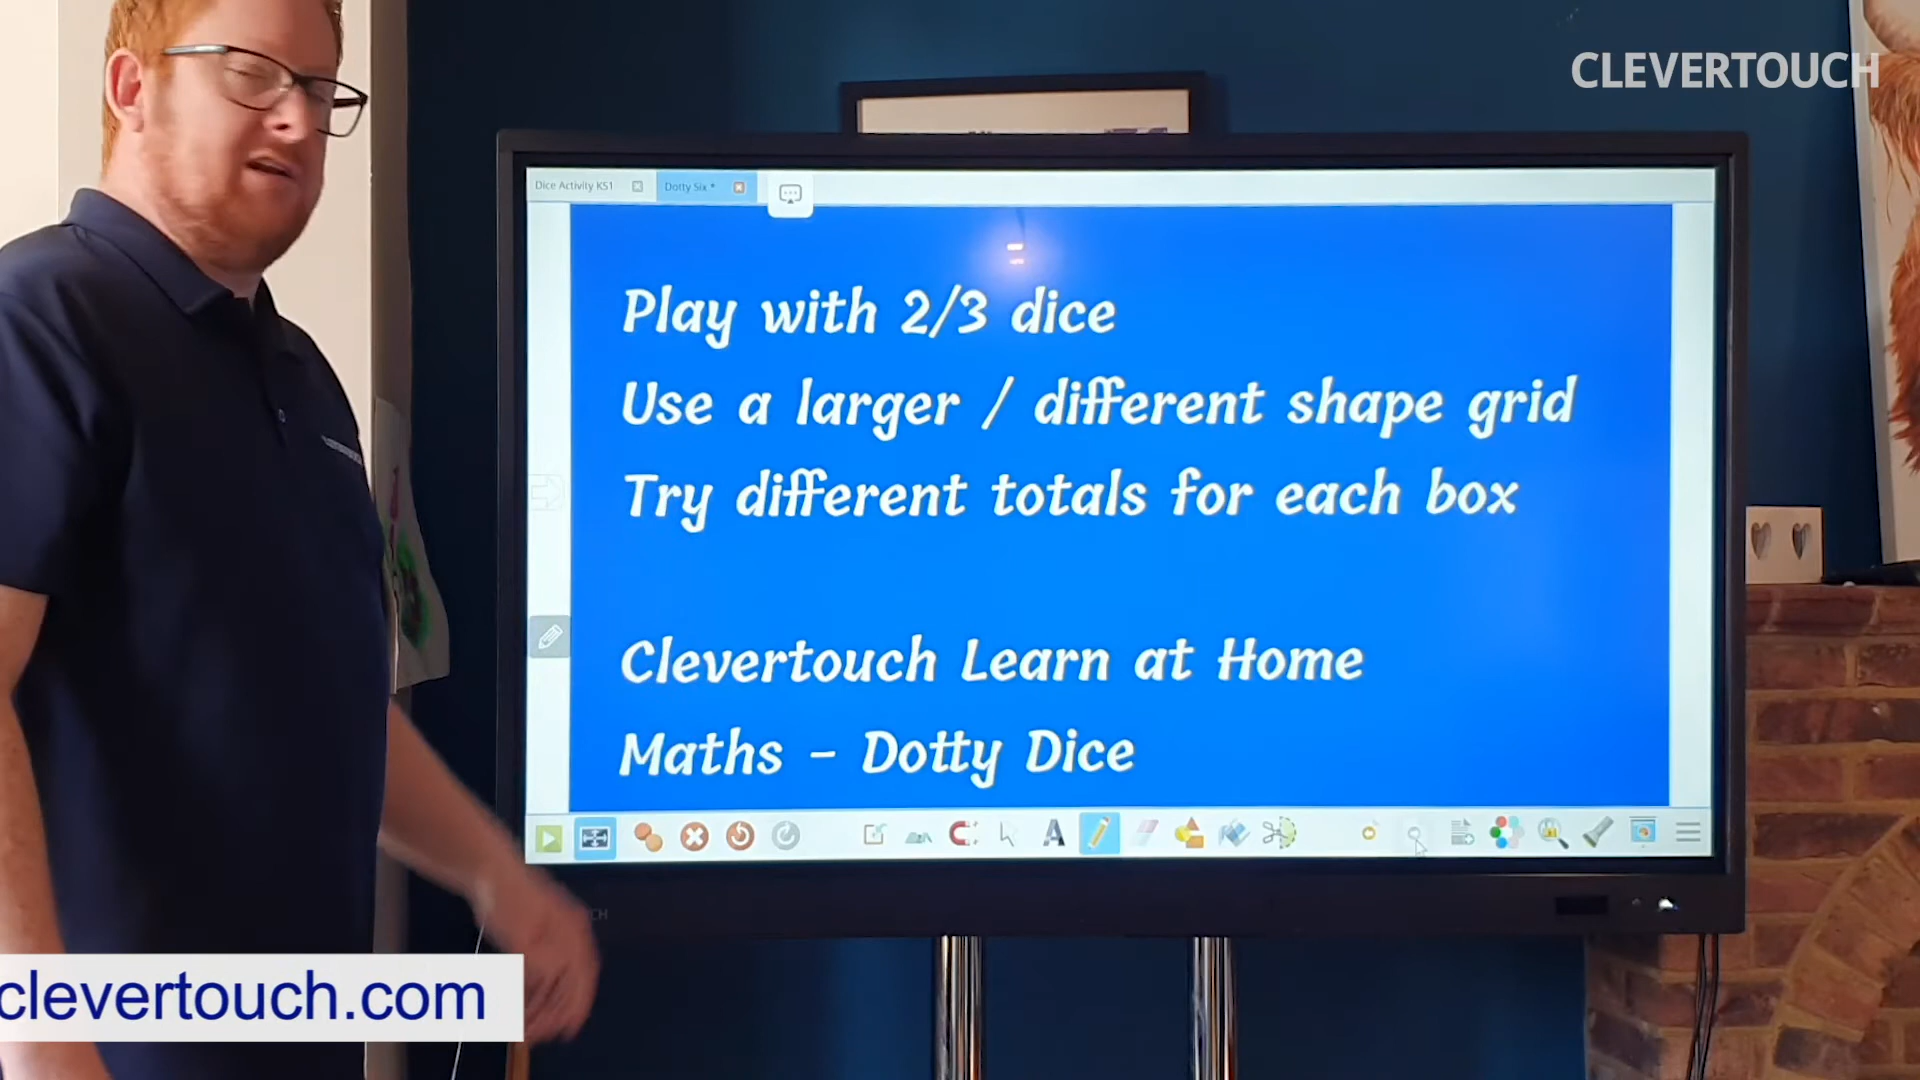 CLEVERTOUCH
Dice Activity KS1
Dotty Six *
Play with 2/3 dice
Use a larger / different shape grid
Try different totals for each box
Clevertouch Learn at Home
Maths - Dotty Dice
clevertouch.com